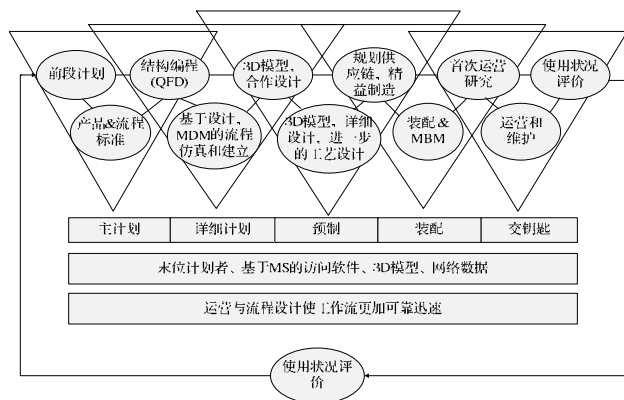 前段计划
结构编程
(QFD)
3D模型,
合作设计
规划供
应链,精
益制造
首次运营
研究
使用状况
评价
产品&流程
标准
基于设计,
MDM的流程
仿真和建立
3D模型,详细
设计,进一步
的工艺设计
装配&
MBM
运营和
维护
主计划
详细计划
预制
装配
交钥匙
末位计划者、基于MS的访问软件、3D模型、网络数据
运营与流程设计使工作流更加可靠迅速
使用状况评
价